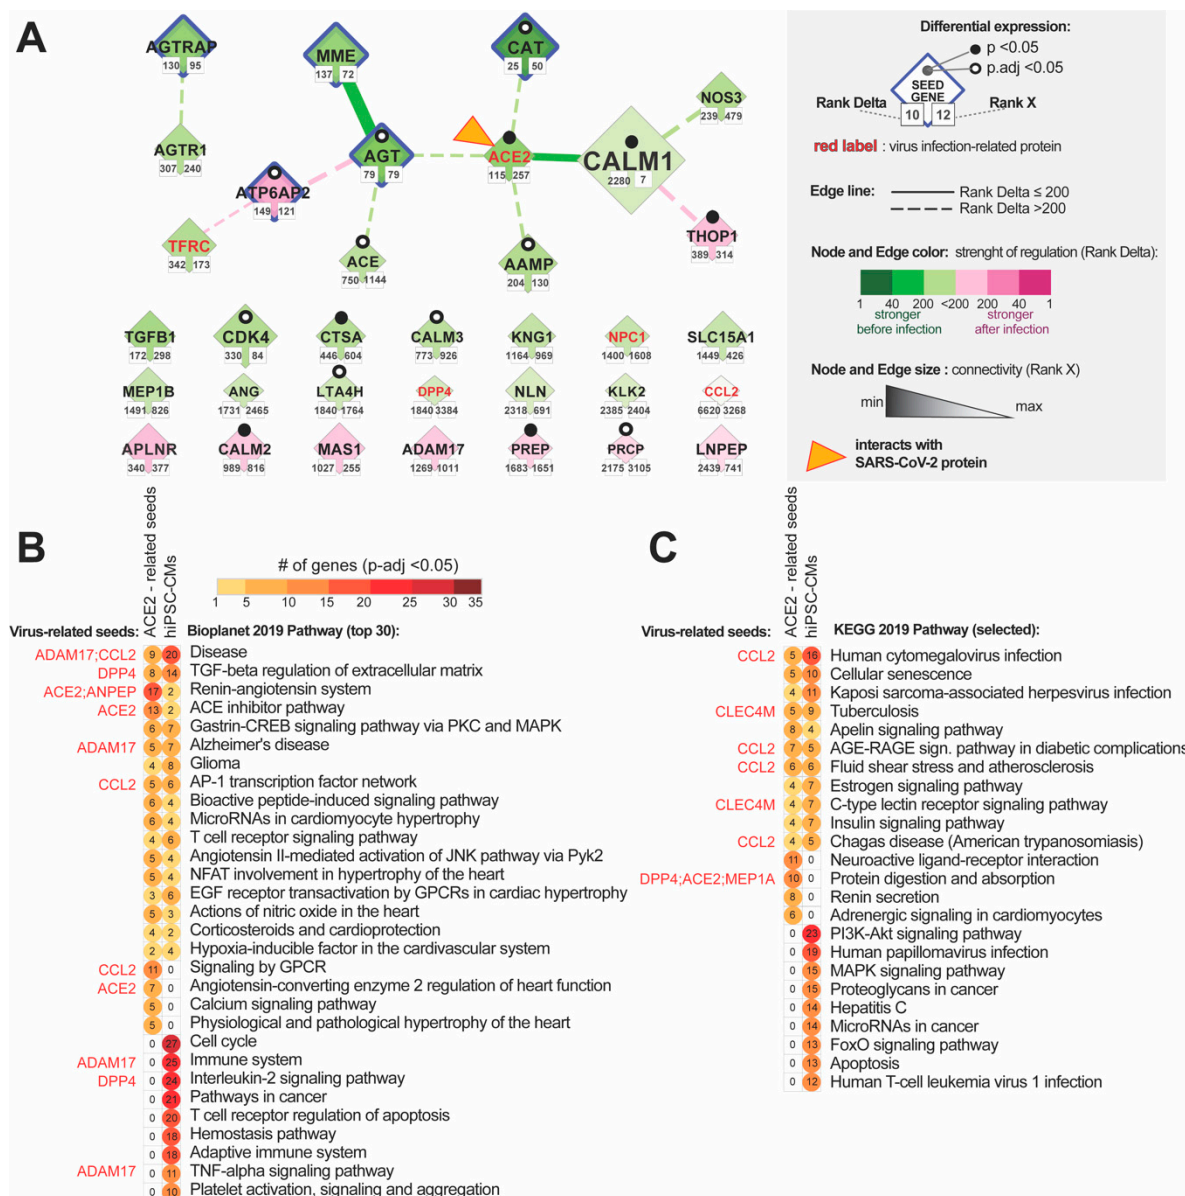 A
AGTRAP
130 95
MME
137 72
CAT
25 50
NOS3
239 479
AGTR1
307 240
AGT
79 79
ACE2
115 257
CALM1
2280 7
ATP6AP2
149 121
TFRC
342 173
ACE
750 1144
AAMP
204 130
THOP1
389 314
TGFB1
172 298
CDK4
330 84
CTSA
446 604
CALM3
773 926
KNG1
1164 969
NPC1
1400 1608
SLC15A1
1449 426
MEP1B
1491 826
ANG
1731 2465
LTA4H
1840 1764
DPP4
1840 3384
NLN
2318 691
KLK2
2385 2404
CCL2
6620 3268
APLNR
340 377
CALM2
989 816
MAS1
1027 255
ADAM17
1269 1011
PREP
1683 1651
PRCP
2175 3105
LNPEP
2439 741
Differential expression:
p <0.05
p.adj <0.05
SEED
GENE
Rank Delta
10 12
Rank X
red label : virus infection-related protein
Edge line:
Rank Delta ≤ 200
Rank Delta >200
Node and Edge color: strenght of regulation (Rank Delta):
1 40 200 <200 200 40 1
stronger
before infection
stronger
after infection
Node and Edge size : connectivity (Rank X)
min
max
interacts with
SARS-CoV-2 protein
B
ACE2 - related seeds
hiPSC-CMs
# of genes (p-adj <0.05)
1 5 10 15 20 25 30 35
Virus-related seeds:
Bioplanet 2019 Pathway (top 30):
ADAM17;CCL2 9 20 Disease
DPP4 8 14 TGF-beta regulation of extracellular matrix
ACE2;ANPEP 17 2 Renin-angiotensin system
ACE2 13 2 ACE inhibitor pathway
6 7 Gastrin-CREB signaling pathway via PKC and MAPK
ADAM17 5 7 Alzheimer's disease
4 8 Glioma
CCL2 5 6 AP-1 transcription factor network
6 4 Bioactive peptide-induced signaling pathway
6 4 MicroRNAs in cardiomyocyte hypertrophy
4 6 T cell receptor signaling pathway
5 4 Angiotensin II-mediated activation of JNK pathway via Pyk2
5 4 NFAT involvement in hypertrophy of the heart
3 6 EGF receptor transactivation by GPCRs in cardiac hypertrophy
5 3 Actions of nitric oxide in the heart
4 2 Corticosteroids and cardioprotection
2 4 Hypoxia-inducible factor in the cardiovascular system
CCL2 11 0 Signaling by GPCR
ACE2 7 0 Angiotensin-converting enzyme 2 regulation of heart function
5 0 Calcium signaling pathway
5 0 Physiological and pathological hypertrophy of the heart
0 27 Cell cycle
ADAM17 0 25 Immune system
DPP4 0 24 Interleukin-2 signaling pathway
0 21 Pathways in cancer
0 20 T cell receptor regulation of apoptosis
0 18 Hemostasis pathway
0 18 Adaptive immune system
ADAM17 0 11 TNF-alpha signaling pathway
0 10 Platelet activation, signaling and aggregation
C
ACE2 - related seeds
hiPSC-CMs
Virus-related seeds:
KEGG 2019 Pathway (selected):
CCL2 5 16 Human cytomegalovirus infection
5 10 Cellular senescence
4 11 Kaposi sarcoma-associated herpesvirus infection
CLEC4M 5 9 Tuberculosis
8 4 Apelin signaling pathway
CCL2 7 5 AGE-RAGE sign. pathway in diabetic complications
CCL2 6 6 Fluid shear stress and atherosclerosis
4 7 Estrogen signaling pathway
CLEC4M 4 7 C-type lectin receptor signaling pathway
4 7 Insulin signaling pathway
CCL2 4 5 Chagas disease (American trypanosomiasis)
11 0 Neuroactive ligand-receptor interaction
DPP4;ACE2;MEP1A 10 0 Protein digestion and absorption
8 0 Renin secretion
6 0 Adrenergic signaling in cardiomyocytes
0 23 PI3K-Akt signaling pathway
0 19 Human papillomavirus infection
0 15 MAPK signaling pathway
0 15 Proteoglycans in cancer
0 14 Hepatitis C
0 14 MicroRNAs in cancer
0 13 FoxO signaling pathway
0 13 Apoptosis
0 12 Human T-cell leukemia virus 1 infection